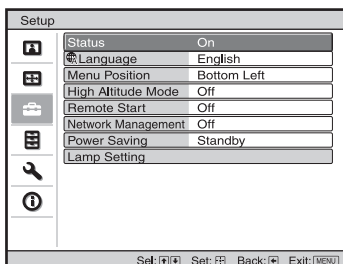 Setup
Status On
Language English
Menu Position Bottom Left
High Altitude Mode Off
Remote Start Off
Network Management Off
Power Saving Standby
Lamp Setting
Sel: Set: Back: Exit: MENU